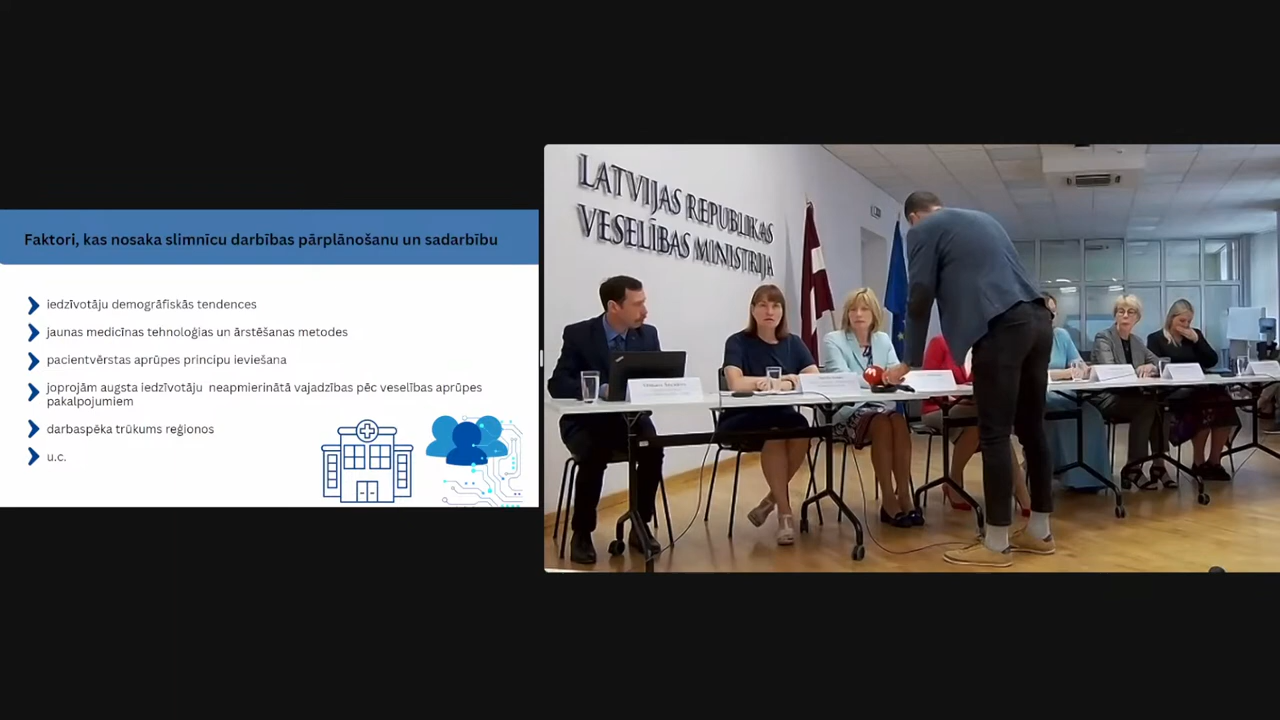 Faktori, kas nosaka slimnīcu darbības pārplānošanu un sadarbību
iedzīvotāju demogrāfiskās tendences
jaunas medicīnas tehnoloģias un ārstēšanas metodes
pacientvērstas aprūpes principu ieviešana
joprojām augsta iedzīvotāju neapmierinātā vajadzības pēc veselības aprūpes
pakalpojumiem
darbaspēka trūkums reģionos
u.c.
LATVIJAS REPUBLIKAS
VESELĪBAS MINISTRIJA